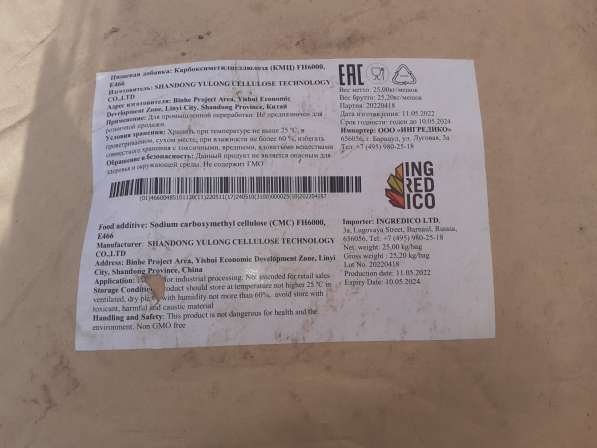 Пищевая добавка: Карбоксиметилцеллюлоза (КМЦ) FH6000,
E466
Изготовитель: SHANDONG YULONG CELLULOSE TECHNOLOGY
CO.,LTD
Адрес изготовителя: Binhe Project Area, Yishui Economic
Development Zone, Linyi City, Shandong Province, Китай
Применение: Для промышленной переработки. Не предназначен для
розничной продажи.
Условия хранения: Хранить при температуре не выше 25 °С, в
проветриваемом, сухом месте, при влажности не более 60 %, избегать
совместного хранения с токсичными, вредными, ядовитыми веществами
Обращение и безопасность: Данный продукт не является опасным для
здоровья и окружающей среды. Не содержит ГМО
EAC
Вес нетто: 25,00кг/мешок
Вес брутто: 25,20кг/мешок
Партия: 20220418
Дата изготовления: 11.05.2022
Срок годности: годен до 10.05.2024
Импортер: ООО «ИНГРЕДИКО»
656056, г. Барнаул, ул. Луговая, 3а
Тел. +7 (495) 980-25-18
ING
RED
ICO
Food additive: Sodium carboxymethyl cellulose (CMC) FH6000,
E466
Manufacturer: SHANDONG YULONG CELLULOSE TECHNOLOGY
CO.,LTD
Address: Binhe Project Area, Yishui Economic Development Zone, Linyi
City, Shandong Province, China
Application: for industrial processing. Not intended for retail sales
Storage Condition product should store at temperature not higher 25 °C in
ventilated, dry pl with humidity not more than 60%, avoid store with
toxicant, harmful and caustic material
Handling and Safety: This product is not dangerous for health and the
environment. Non GMO free
Importer: INGREDICO LTD,
3a, Lugovaya Street, Barnaul, Russia,
656056, Tel: +7 (495) 980-25-18
Net weight: 25,00 kg/bag
Gross weight: 25,20 kg/bag
Lot No. 20220418
Production date: 11.05.2022
Expiry Date: 10.05.2024